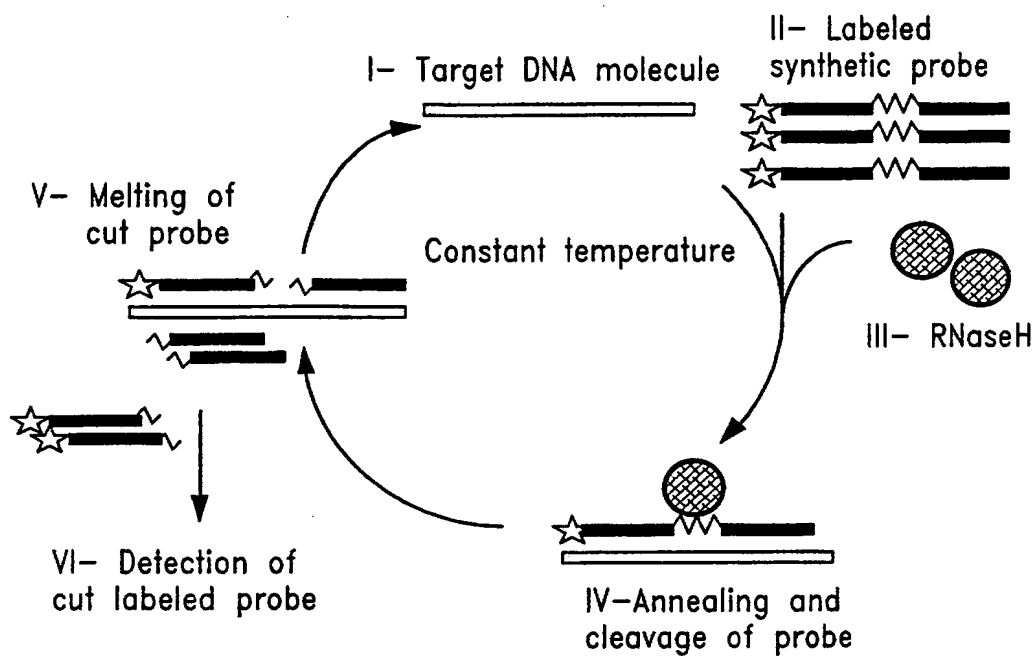 I- Target DNA molecule
II- Labeled
synthetic probe
V- Melting of
cut probe
Constant temperature
III- RNaseH
VI- Detection of
cut labeled probe
IV-Annealing and
cleavage of probe